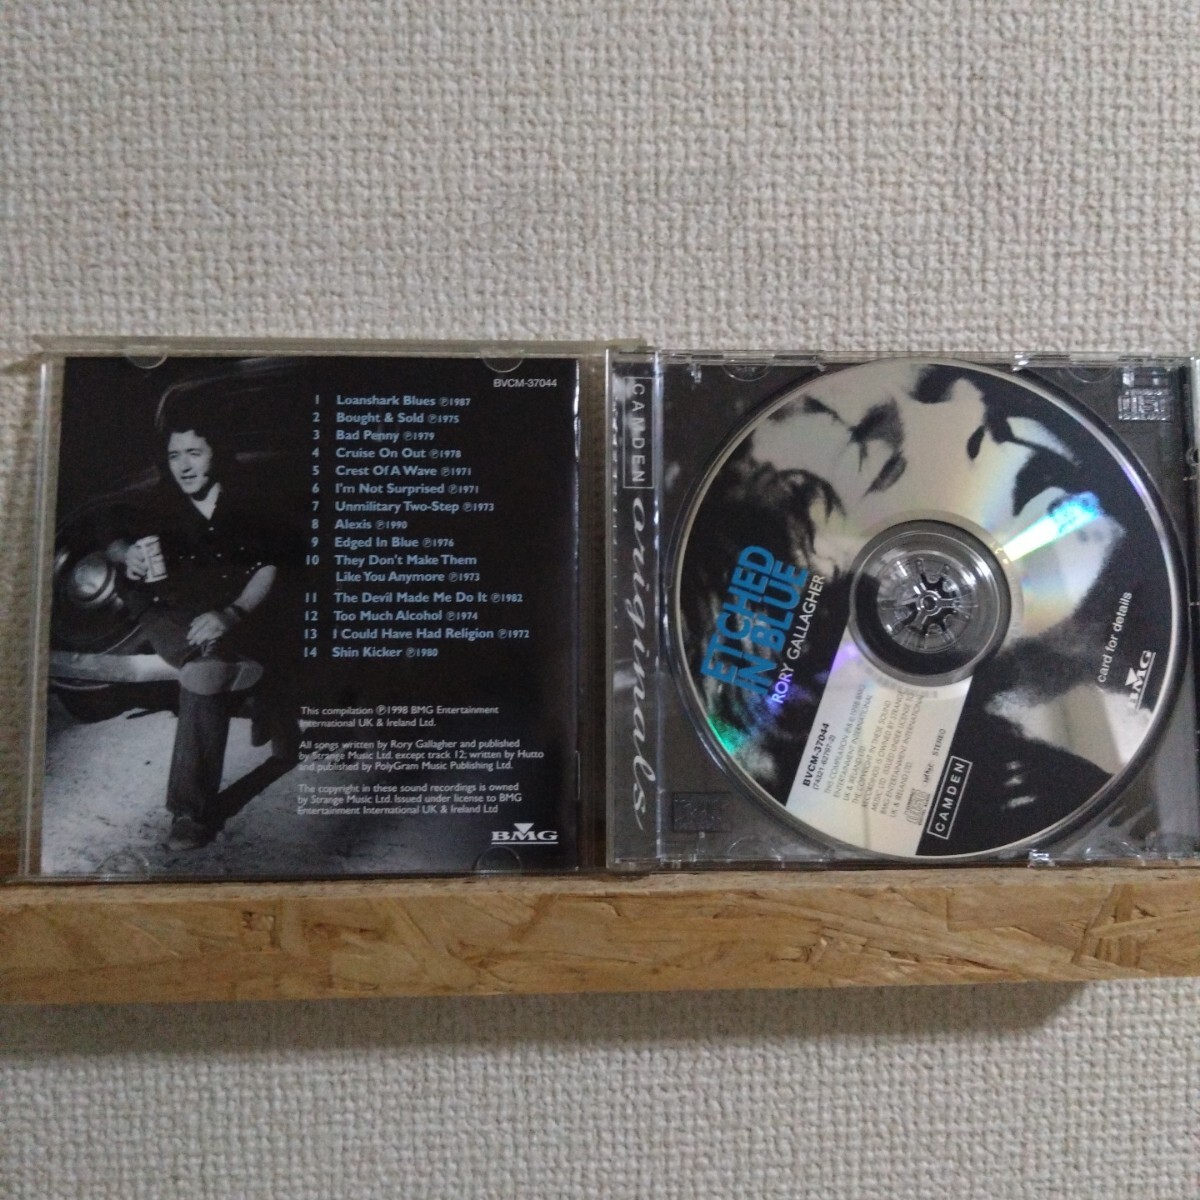 BVCM-37044
1 Loanshark Blues ℗1987
2 Bought & Sold ℗1975
3 Bad Penny ℗1979
4 Cruise On Out ℗1978
5 Crest Of A Wave ℗1971
6 I'm Not Surprised ℗1971
7 Unmilitary Two-Step ℗1973
8 Alexis ℗1990
9 Edged In Blue ℗1976
10 They Don't Make Them
Like You Anymore ℗1973
11 The Devil Made Me Do It ℗1982
12 Too Much Alcohol ℗1974
13 I Could Have Had Religion ℗1972
14 Shin Kicker ℗1980
This compilation ℗1998 BMG Entertainment
International UK & Ireland Ltd.
All songs written by Rory Gallagher and published
by Strange Music Ltd. except track 12; written by Hutto
and published by PolyGram Music Publishing Ltd.
The copyright in these sound recordings is owned
by Strange Music Ltd. Issued under license to BMG
Entertainment International UK & Ireland Ltd
BMG
CAMDEN
originals
ETCHED
IN BLUE
RORY GALLAGHER
card for details
BMG
BVCM-37044
STEREO
CAMDEN